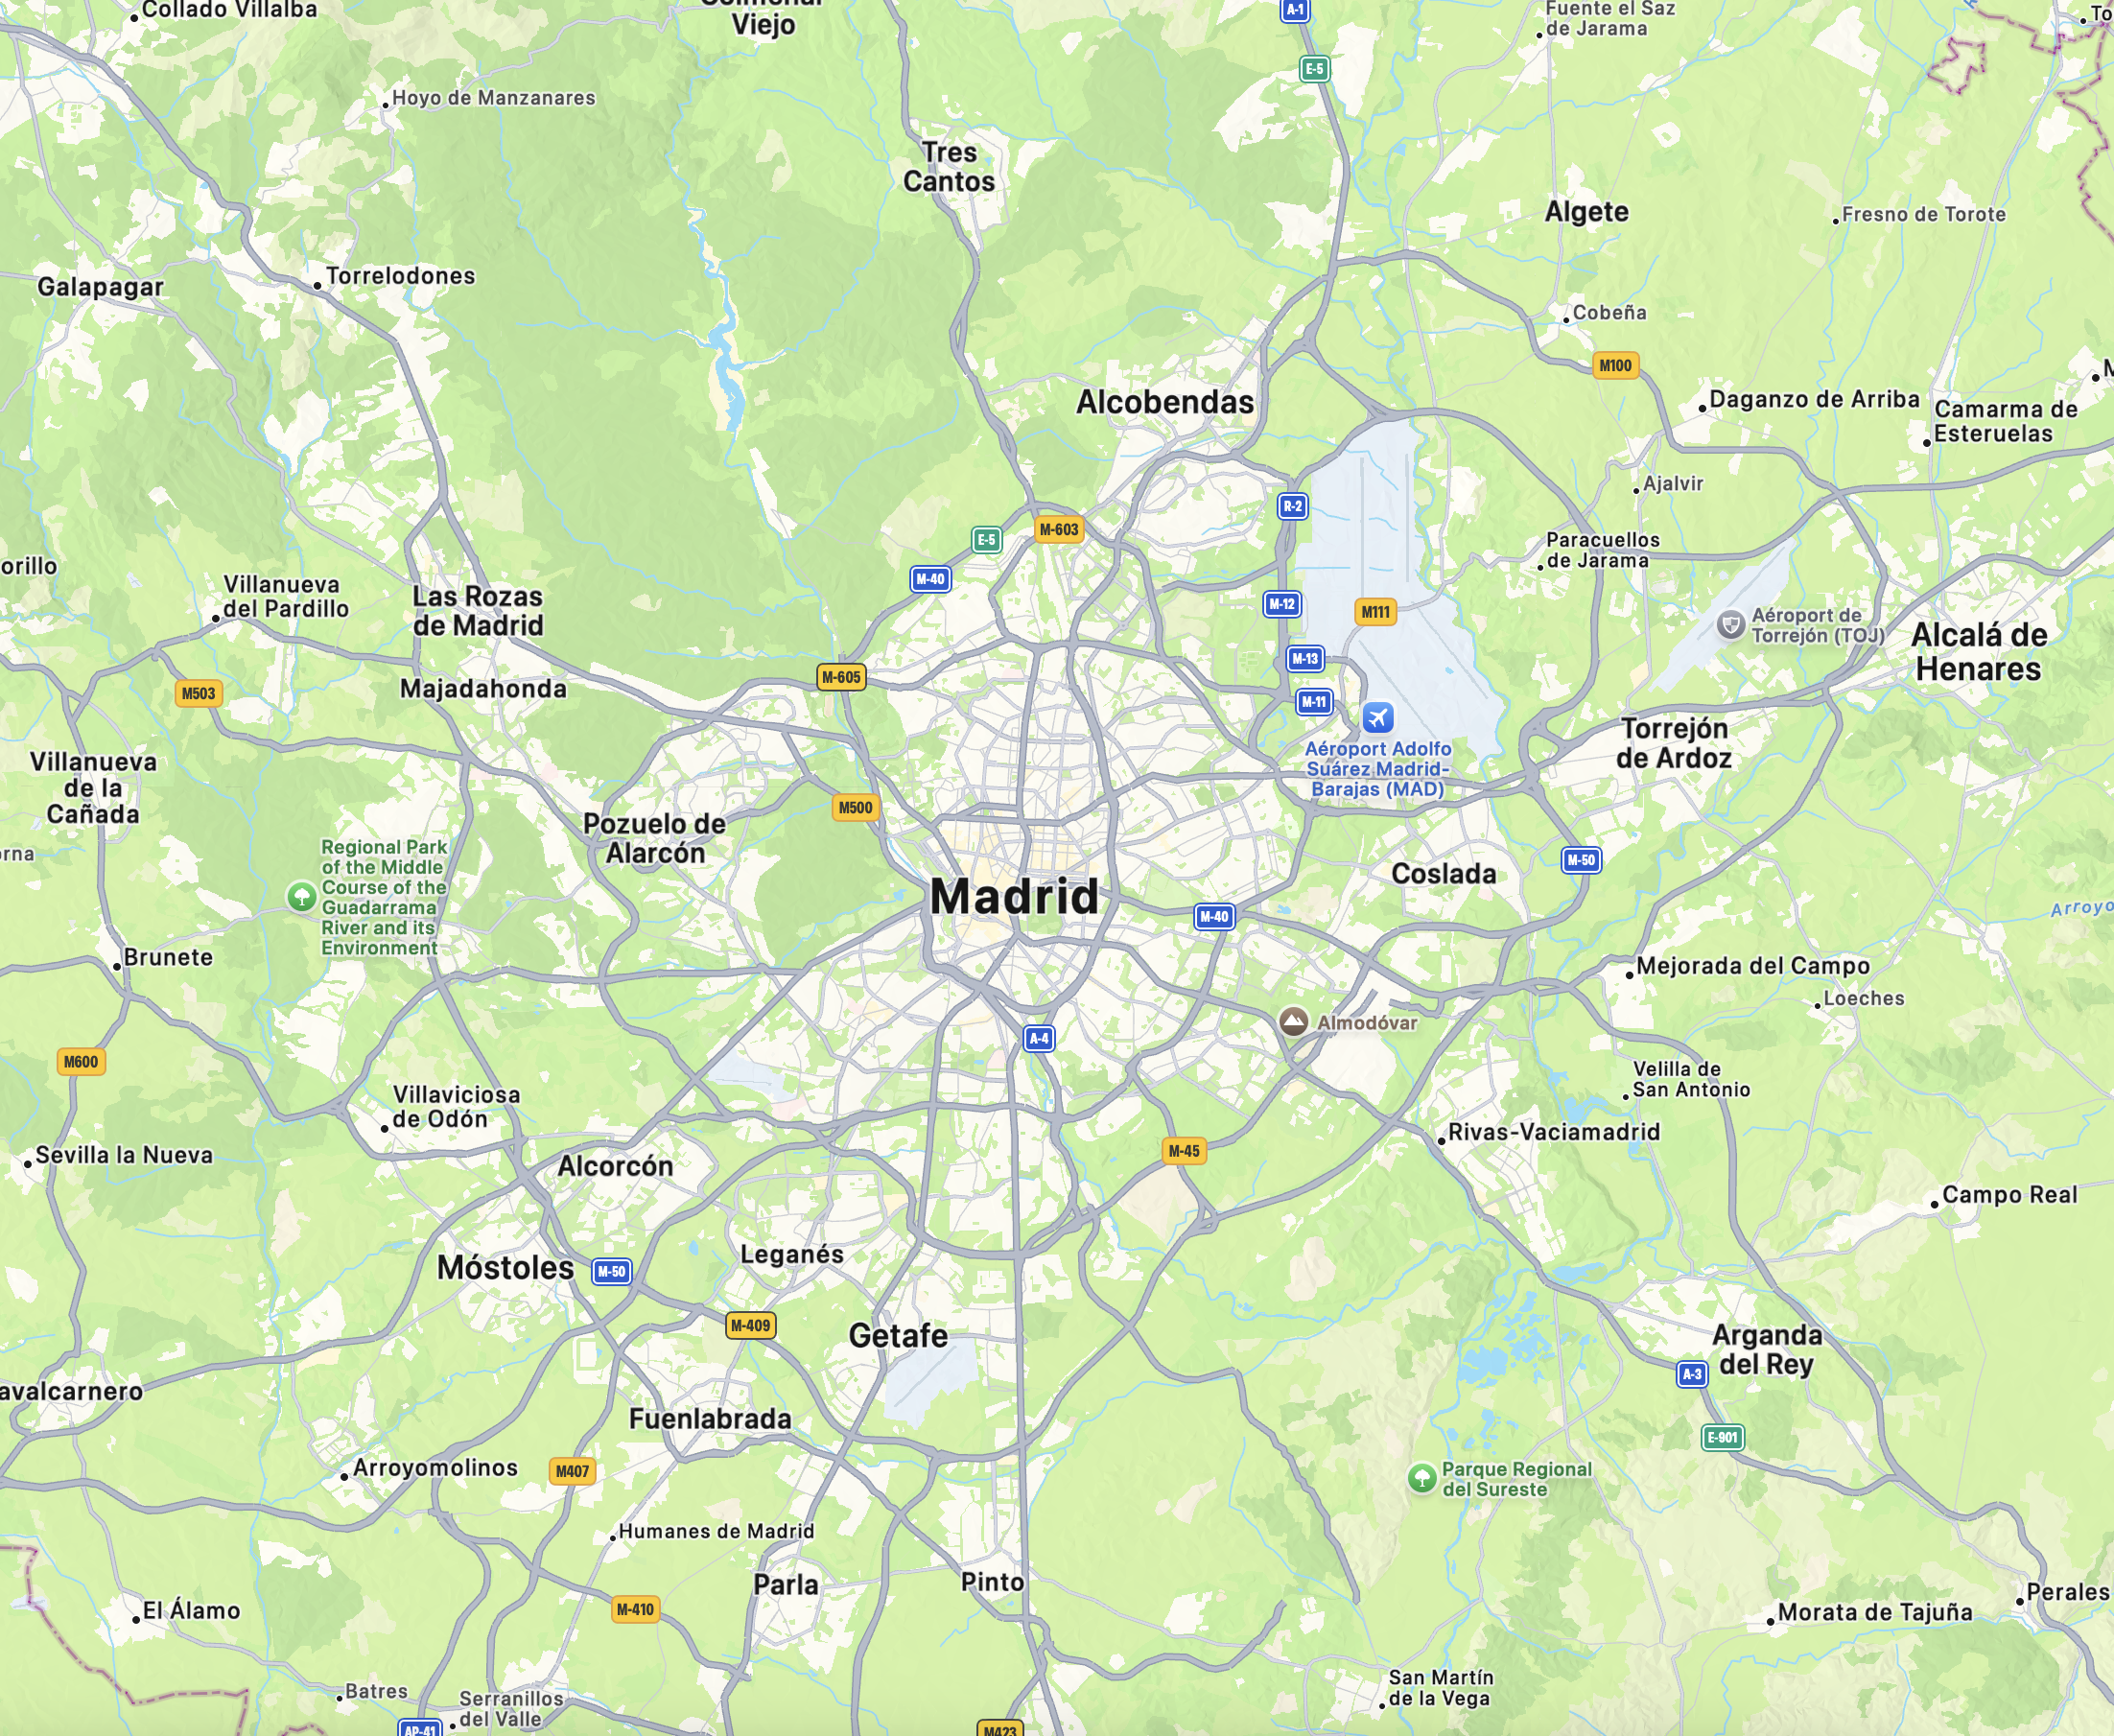 Collado Villalba
Viejo
A-1
Fuente el Saz
de Jarama
E-5
Hoyo de Manzanares
Tres
Cantos
Algete
Fresno de Torote
Galapagar
Torrelodones
Cobeña
M100
Alcobendas
Daganzo de Arriba
Camarma de
Esteruelas
Ajalvir
R-2
E-5
M-603
M-40
Paracuellos
de Jarama
Villanueva
del Pardillo
Las Rozas
de Madrid
M-12
M111
Aéroport de
Torrejón (TOJ)
Alcalá de
Henares
M-605
M-13
M503
Majadahonda
M-11
Aéroport Adolfo
Suárez Madrid-
Barajas (MAD)
Torrejón
de Ardoz
Villanueva
de la
Cañada
M500
Pozuelo de
Alarcón
Regional Park
of the Middle
Course of the
Guadarrama
River and its
Environment
Coslada
M-50
Madrid
M-40
Arroyo
Brunete
Mejorada del Campo
Loeches
Almodóvar
A-4
M600
Velilla de
San Antonio
Villaviciosa
de Odón
Rivas-Vaciamadrid
Sevilla la Nueva
M-45
Alcorcón
Campo Real
Leganés
Móstoles
M-50
M-409
Getafe
Arganda
del Rey
A-3
avalcarnero
Fuenlabrada
E-901
Arroyomolinos
M407
Parque Regional
del Sureste
Humanes de Madrid
Parla
Pinto
El Álamo
M-410
Perales
Morata de Tajuña
Batres
Serranillos
del Valle
San Martín
de la Vega
AP-41
M423